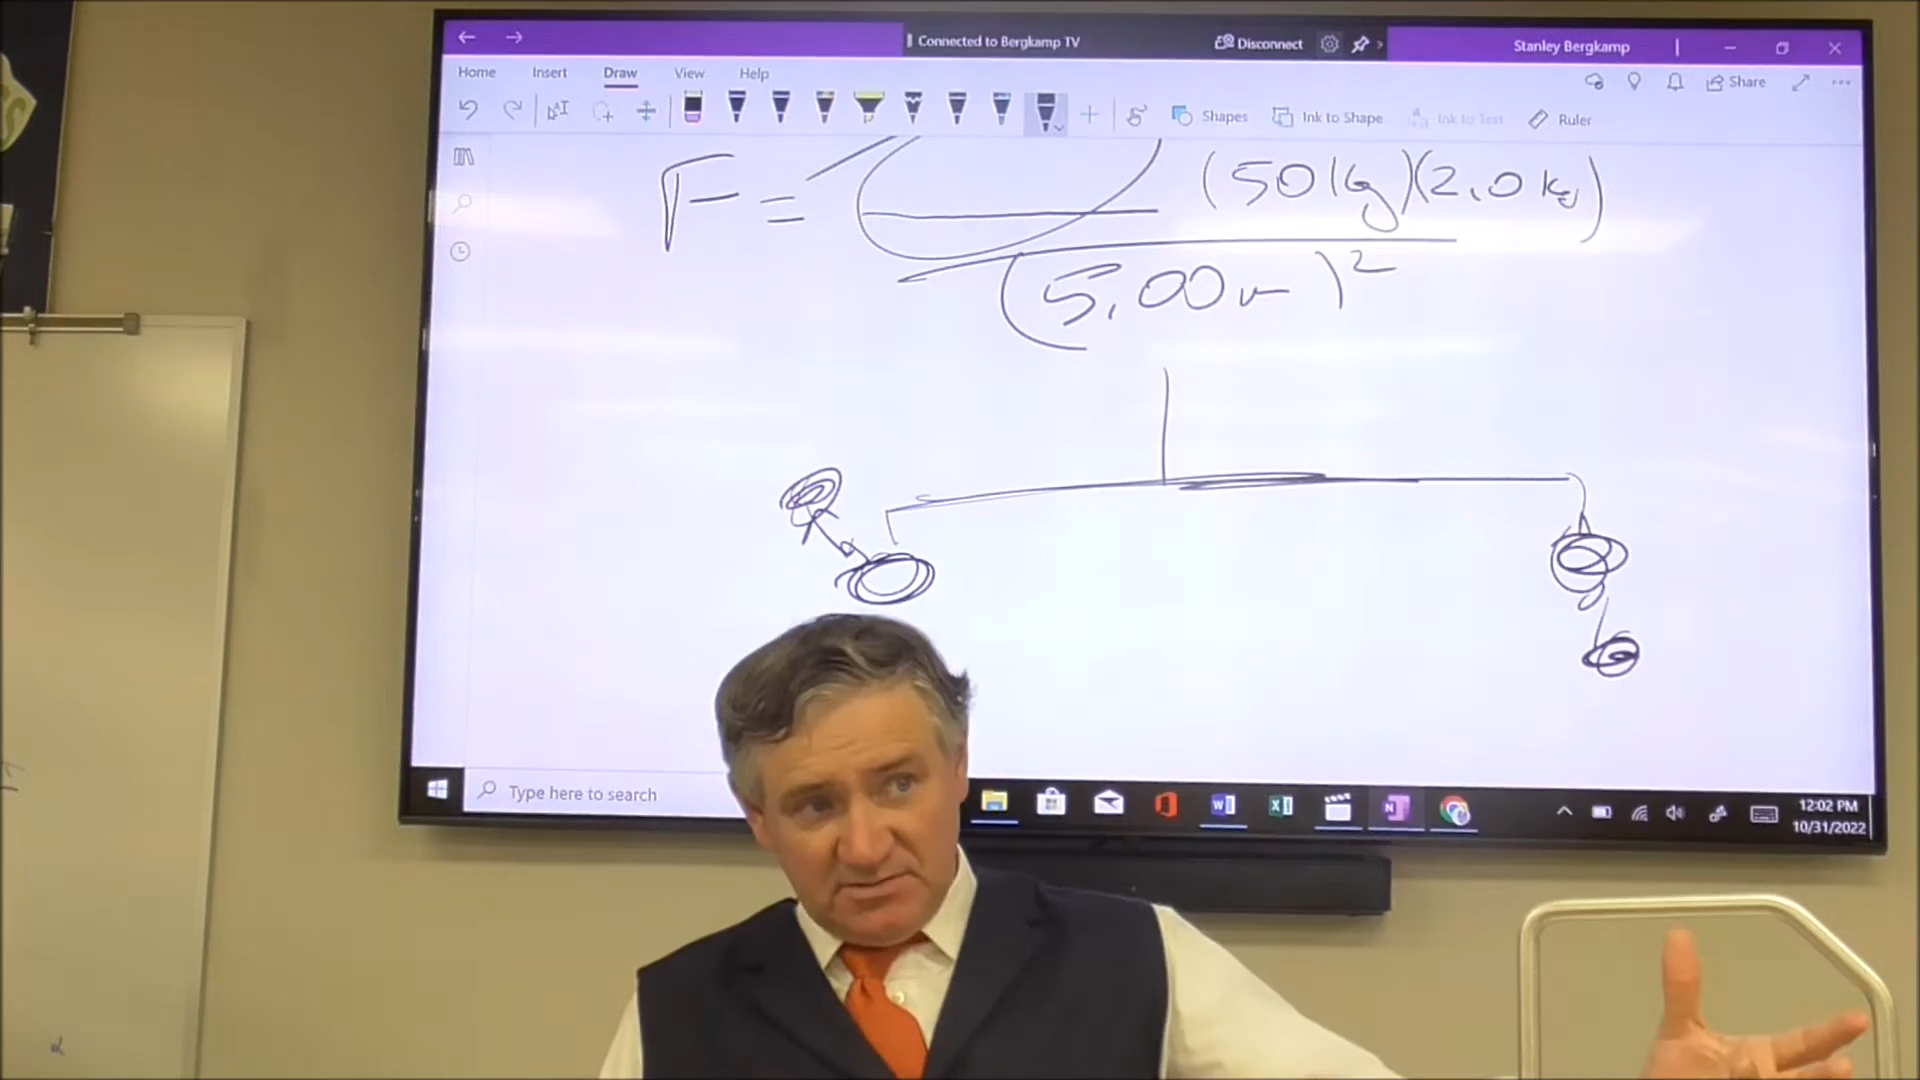 Connected to Bergkamp TV Disconnect Stanley Bergkamp
Home Insert Draw View Help Share
Shapes Ink to Shape Ink to Text Ruler
F = (50 kg)(2.0 kg)
(5.00 m)²
Type here to search
12:02 PM
10/31/2022